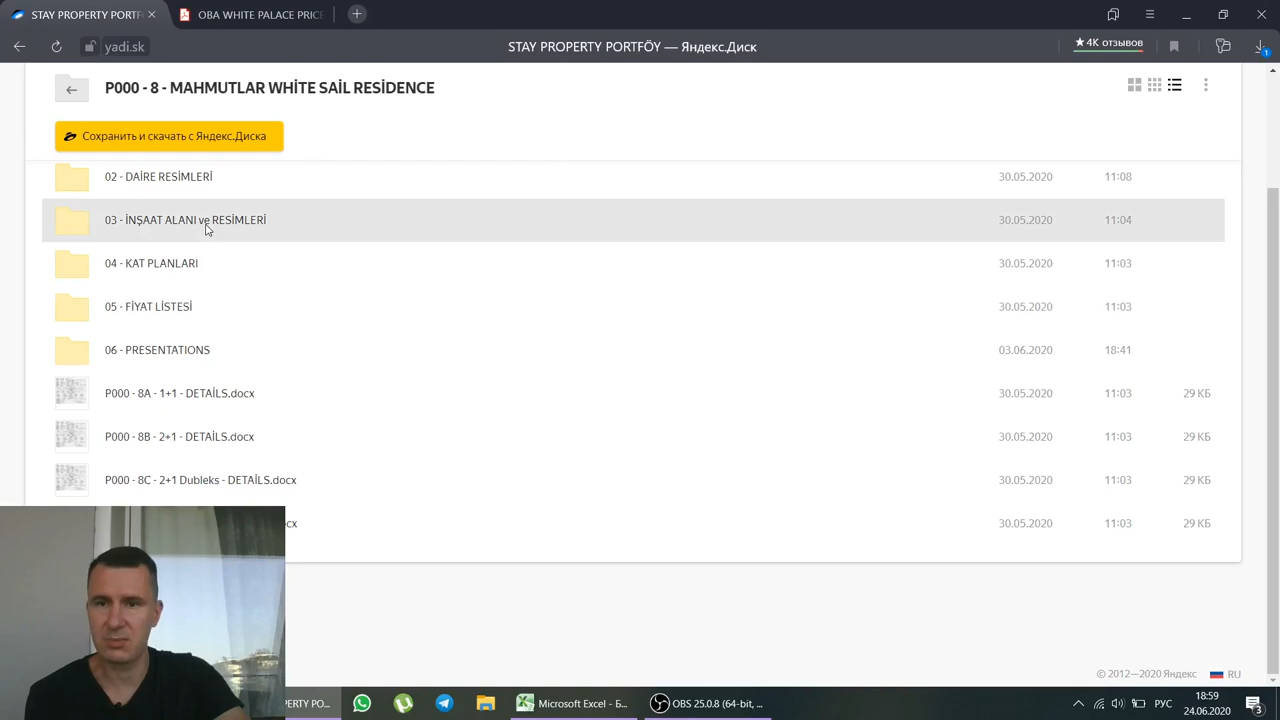 STAY PROPERTY PORTF
OBA WHITE PALACE PRICE
yadi.sk
STAY PROPERTY PORTFÖY — Яндекс.Диск
★4K отзывов
P000 - 8 - MAHMUTLAR WHİTE SAİL RESİDENCE
Сохранить и скачать с Яндекс.Диска
02 - DAİRE RESİMLERİ 30.05.2020 11:08
03 - İNŞAAT ALANI ve RESİMLERİ 30.05.2020 11:04
04 - KAT PLANLARI 30.05.2020 11:03
05 - FİYAT LİSTESİ 30.05.2020 11:03
06 - PRESENTATIONS 03.06.2020 18:41
P000 - 8A - 1+1 - DETAİLS.docx 30.05.2020 11:03 29 КБ
P000 - 8B - 2+1 - DETAİLS.docx 30.05.2020 11:03 29 КБ
P000 - 8C - 2+1 Dubleks - DETAİLS.docx 30.05.2020 11:03 29 КБ
cx 30.05.2020 11:03 29 КБ
© 2012—2020 Яндекс RU
PERTY PO...
Microsoft Excel - Б...
OBS 25.0.8 (64-bit, ...
РУС
18:59
24.06.2020
3
1